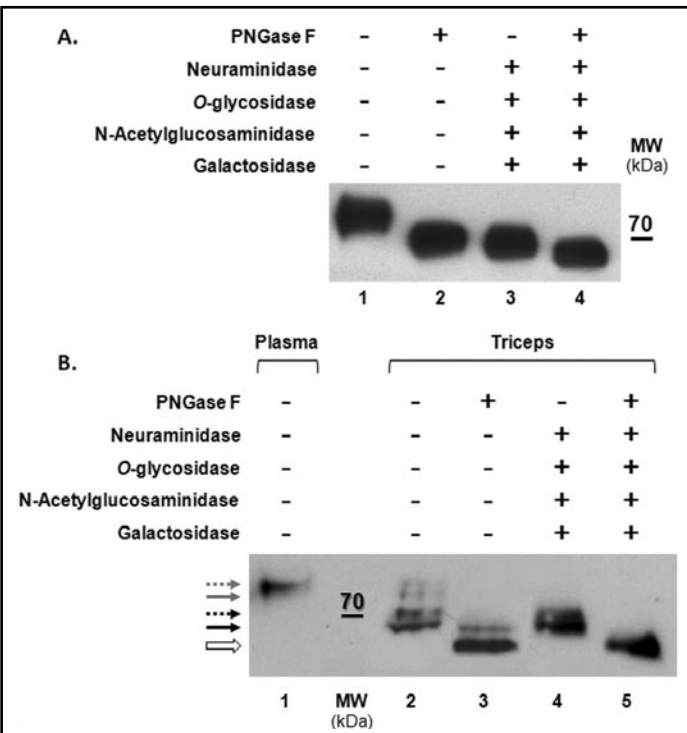 A.
PNGase F - + - +
Neuraminidase - - + +
O-glycosidase - - + +
N-Acetylglucosaminidase - - + +
Galactosidase - - + +
MW
(kDa)
70
1 2 3 4
Plasma Triceps
B.
PNGase F - - + - +
Neuraminidase - - - + +
O-glycosidase - - - + +
N-Acetylglucosaminidase - - - + +
Galactosidase - - - + +
70
1 MW 2 3 4 5
(kDa)